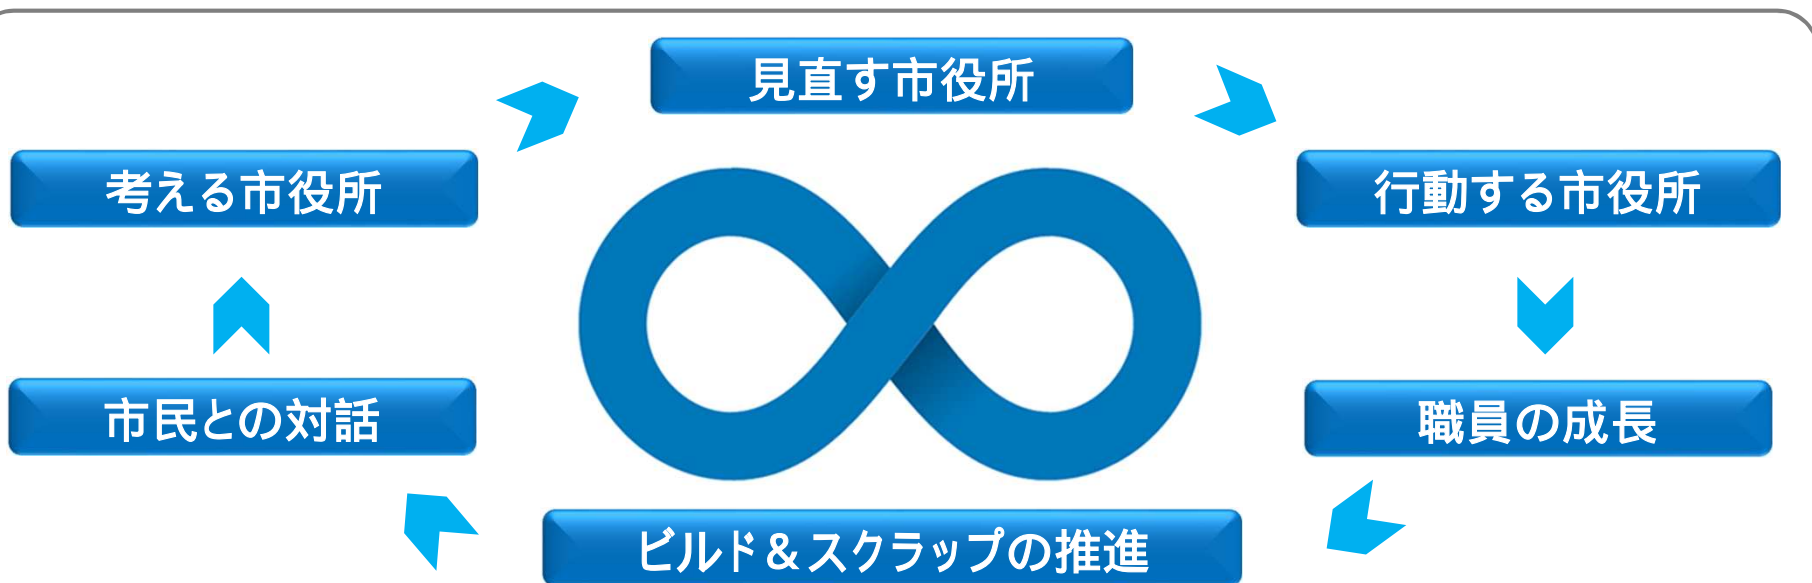 見直す市役所
考える市役所
行動する市役所
市民との対話
職員の成長
ビルド＆スクラップの推進